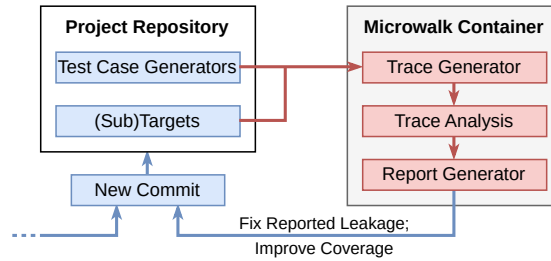 Project Repository
Test Case Generators
(Sub)Targets
New Commit
Microwalk Container
Trace Generator
Trace Analysis
Report Generator
Fix Reported Leakage;
Improve Coverage